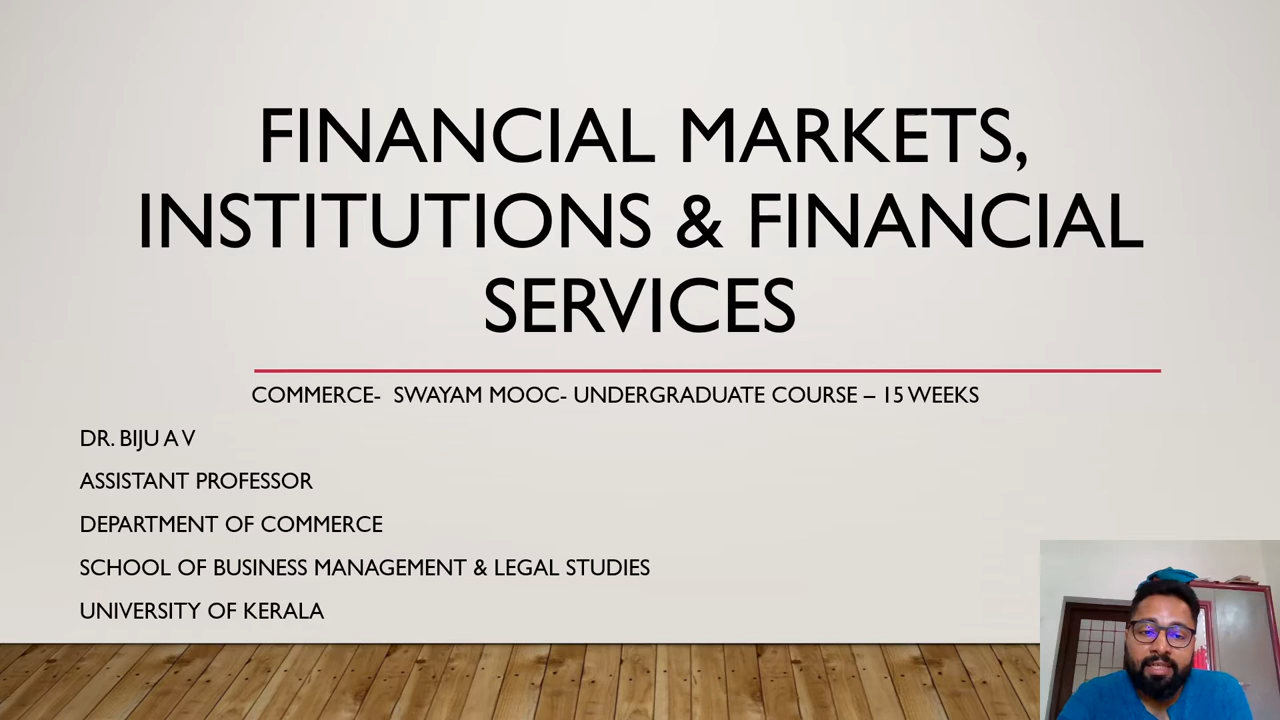 FINANCIAL MARKETS,
INSTITUTIONS & FINANCIAL
SERVICES
COMMERCE- SWAYAM MOOC- UNDERGRADUATE COURSE – 15 WEEKS
DR. BIJU A V
ASSISTANT PROFESSOR
DEPARTMENT OF COMMERCE
SCHOOL OF BUSINESS MANAGEMENT & LEGAL STUDIES
UNIVERSITY OF KERALA